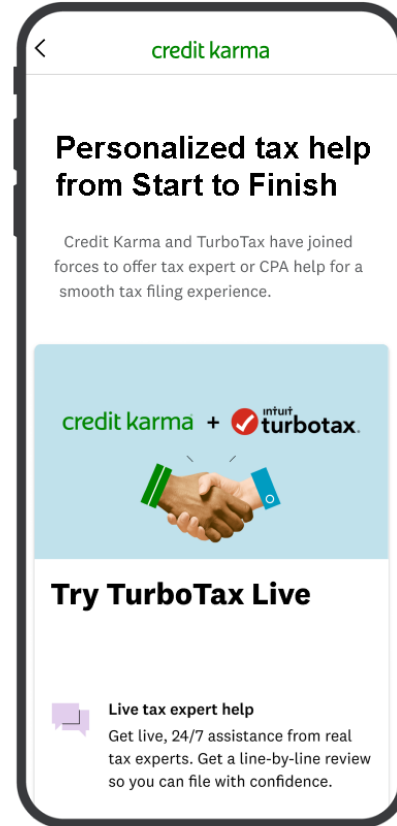 credit karma
Personalized tax help
from Start to Finish
Credit Karma and TurboTax have joined
forces to offer tax expert or CPA help for a
smooth tax filing experience.
credit karma + intuit turbotax.
Try TurboTax Live
Live tax expert help
Get live, 24/7 assistance from real
tax experts. Get a line-by-line review
so you can file with confidence.